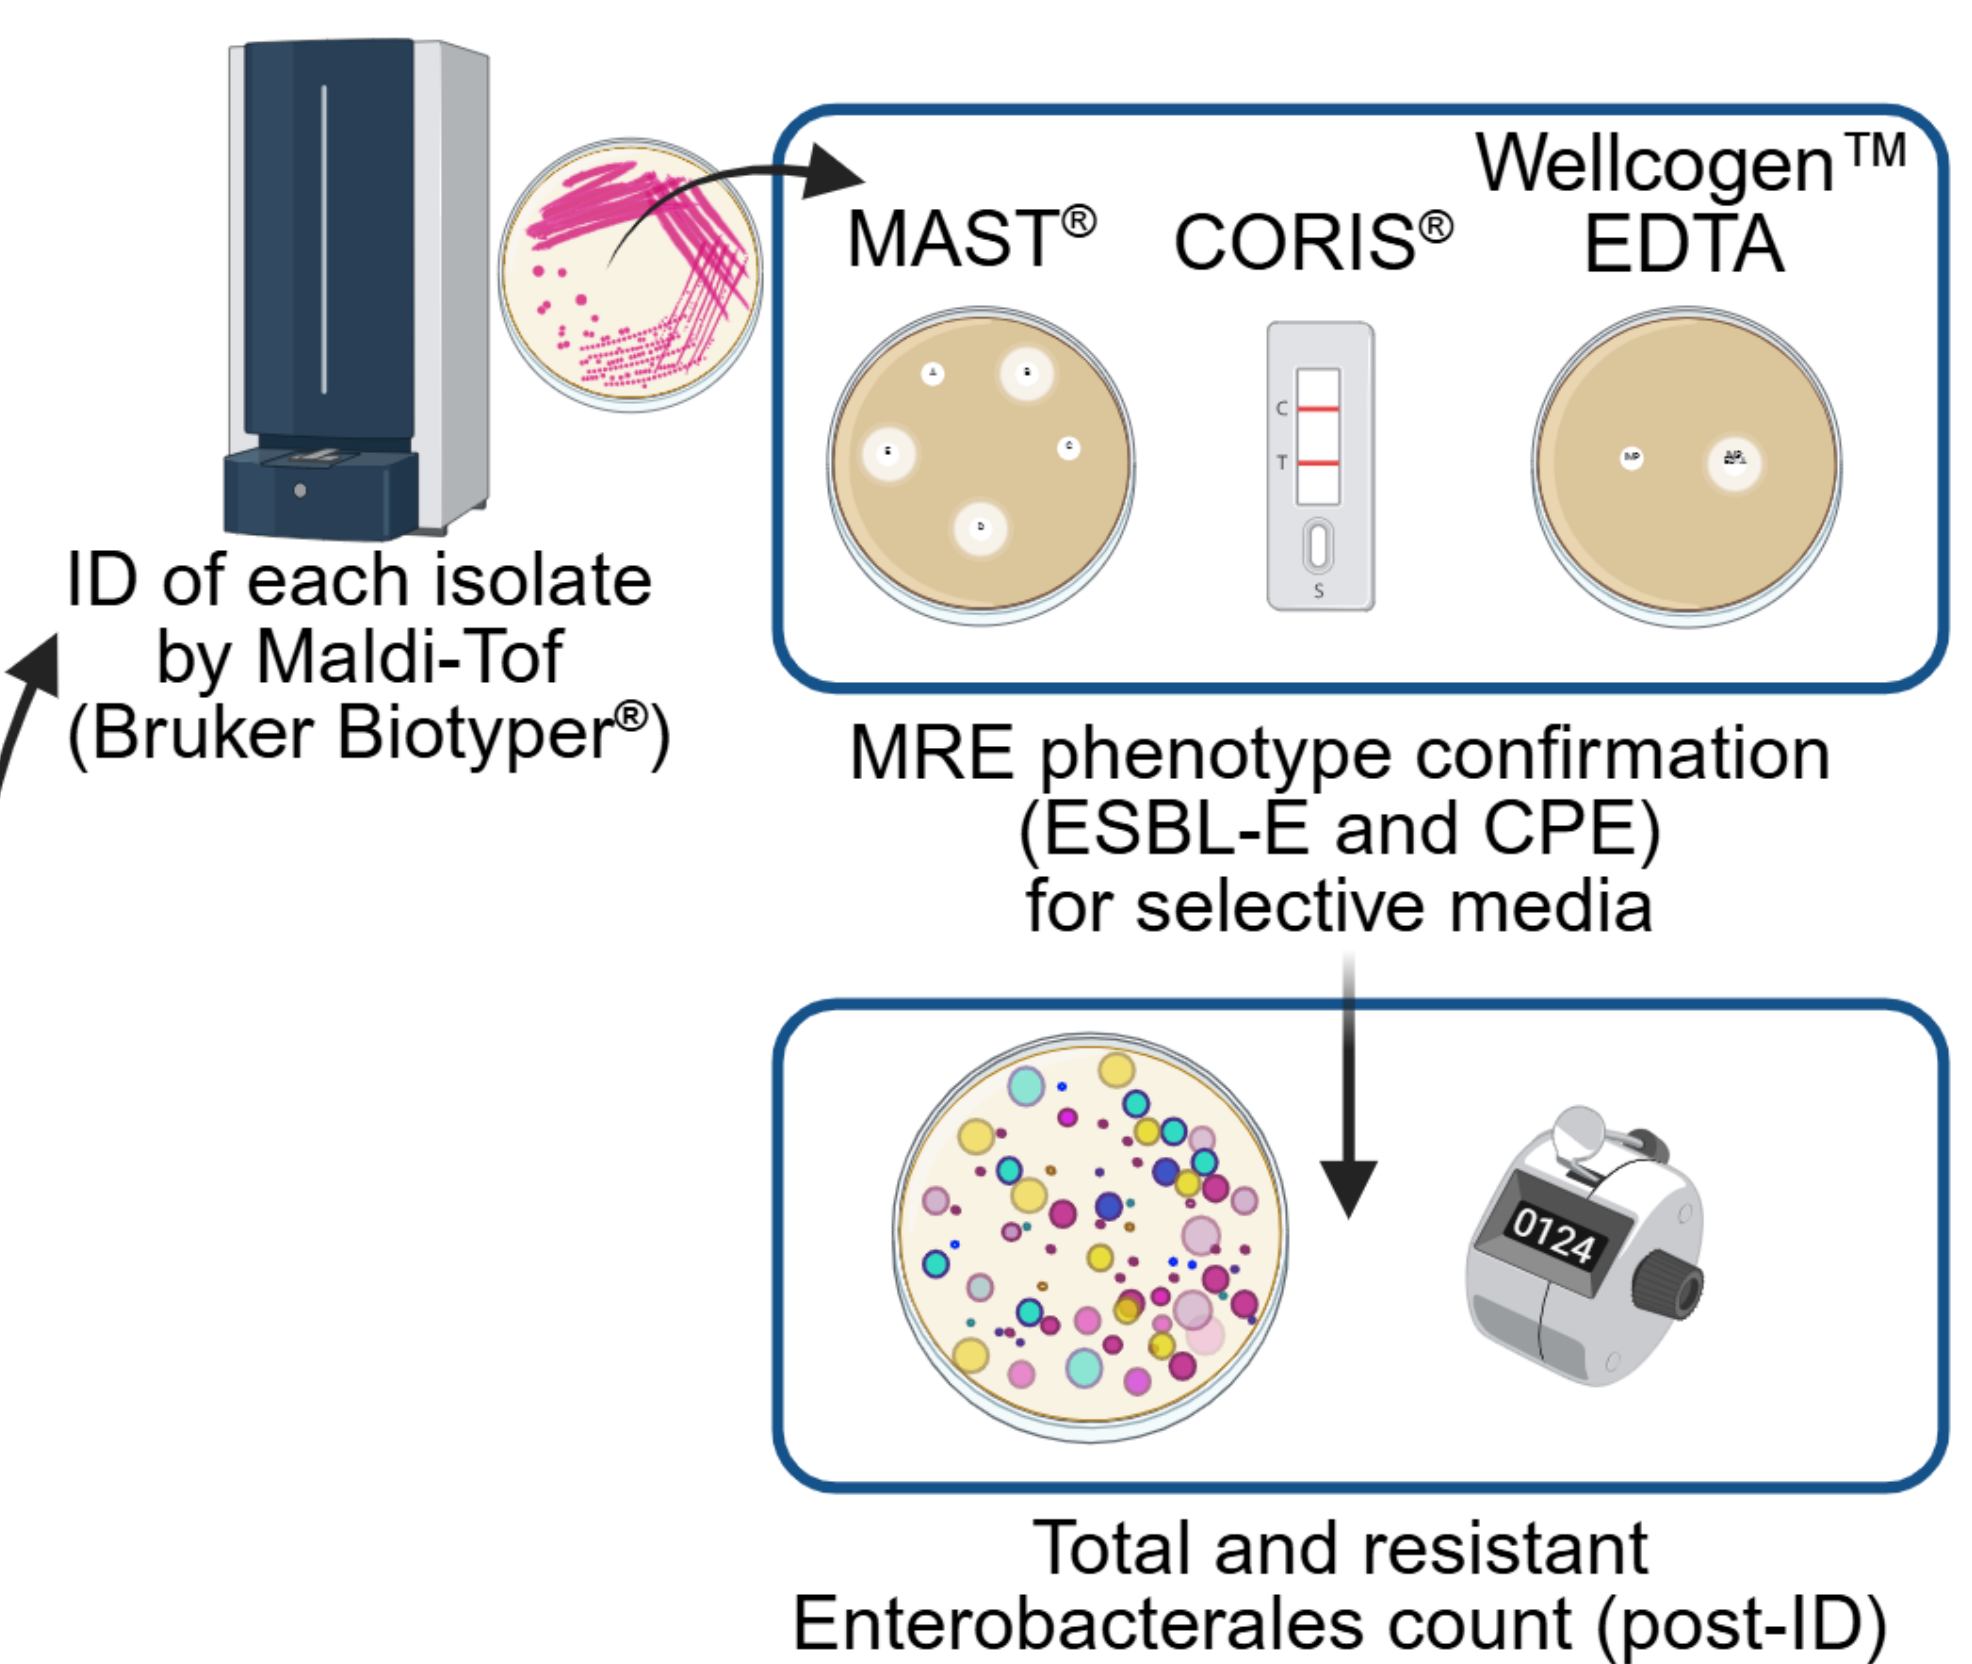 ID of each isolate
by Maldi-Tof
(Bruker Biotyper®)
MAST®
CORIS®
Wellcogen™
EDTA
A
B
E
C
D
C
T
S
IMP
MRE phenotype confirmation
(ESBL-E and CPE)
for selective media
0124
Total and resistant
Enterobacterales count (post-ID)